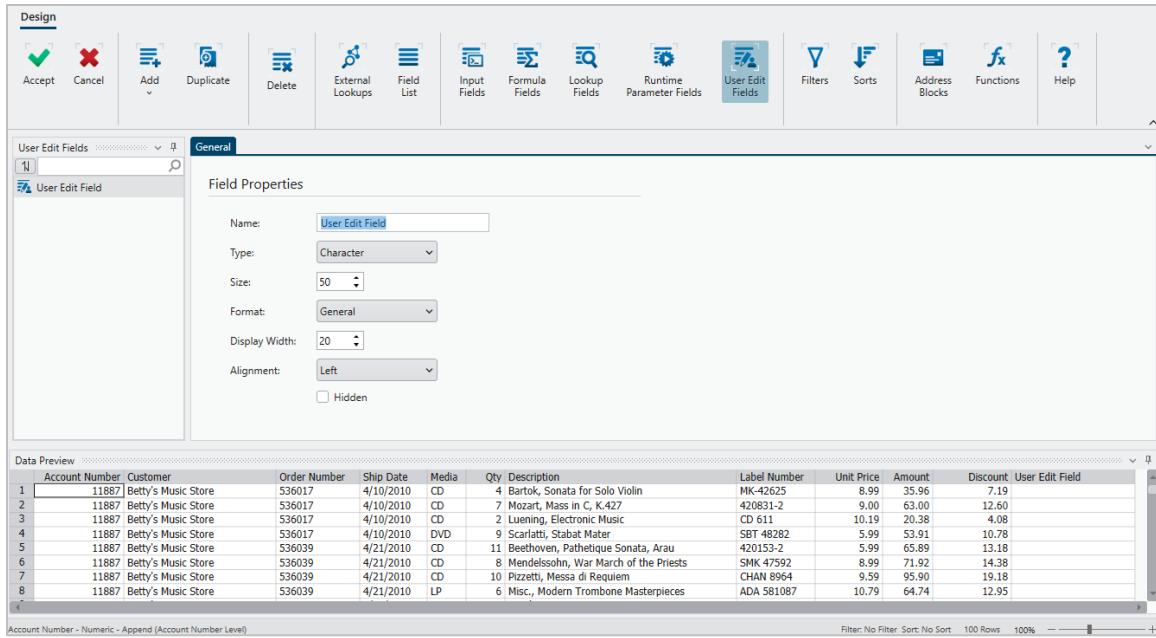 Design
Accept Cancel Add Duplicate Delete External Lookups Field List Input Fields Formula Fields Lookup Fields Runtime Parameter Fields User Edit Fields Filters Sorts Address Blocks Functions Help
User Edit Fields
General
User Edit Field
Field Properties
Name: User Edit Field
Type: Character
Size: 50
Format: General
Display Width: 20
Alignment: Left
Hidden
Data Preview
Account Number Customer Order Number Ship Date Media Qty Description Label Number Unit Price Amount Discount User Edit Field
1 11887 Betty's Music Store 536017 4/10/2010 CD 4 Bartok, Sonata for Solo Violin MK-42625 8.99 35.96 7.19
2 11887 Betty's Music Store 536017 4/10/2010 CD 7 Mozart, Mass in C, K.427 420831-2 9.00 63.00 12.60
3 11887 Betty's Music Store 536017 4/10/2010 CD 2 Luening, Electronic Music CD 611 10.19 20.38 4.08
4 11887 Betty's Music Store 536017 4/10/2010 DVD 9 Scarlatti, Stabat Mater SBT 48282 5.99 53.91 10.78
5 11887 Betty's Music Store 536039 4/21/2010 CD 11 Beethoven, Pathetique Sonata, Arau 420153-2 5.99 65.89 13.18
6 11887 Betty's Music Store 536039 4/21/2010 CD 8 Mendelssohn, War March of the Priests SMK 47592 8.99 71.92 14.38
7 11887 Betty's Music Store 536039 4/21/2010 CD 10 Pizzetti, Messa di Requiem CHAN 8964 9.59 95.90 19.18
8 11887 Betty's Music Store 536039 4/21/2010 LP 6 Misc., Modern Trombone Masterpieces ADA 581087 10.79 64.74 12.95
Account Number - Numeric - Append (Account Number Level) Filter: No Filter Sort: No Sort 100 Rows 100%